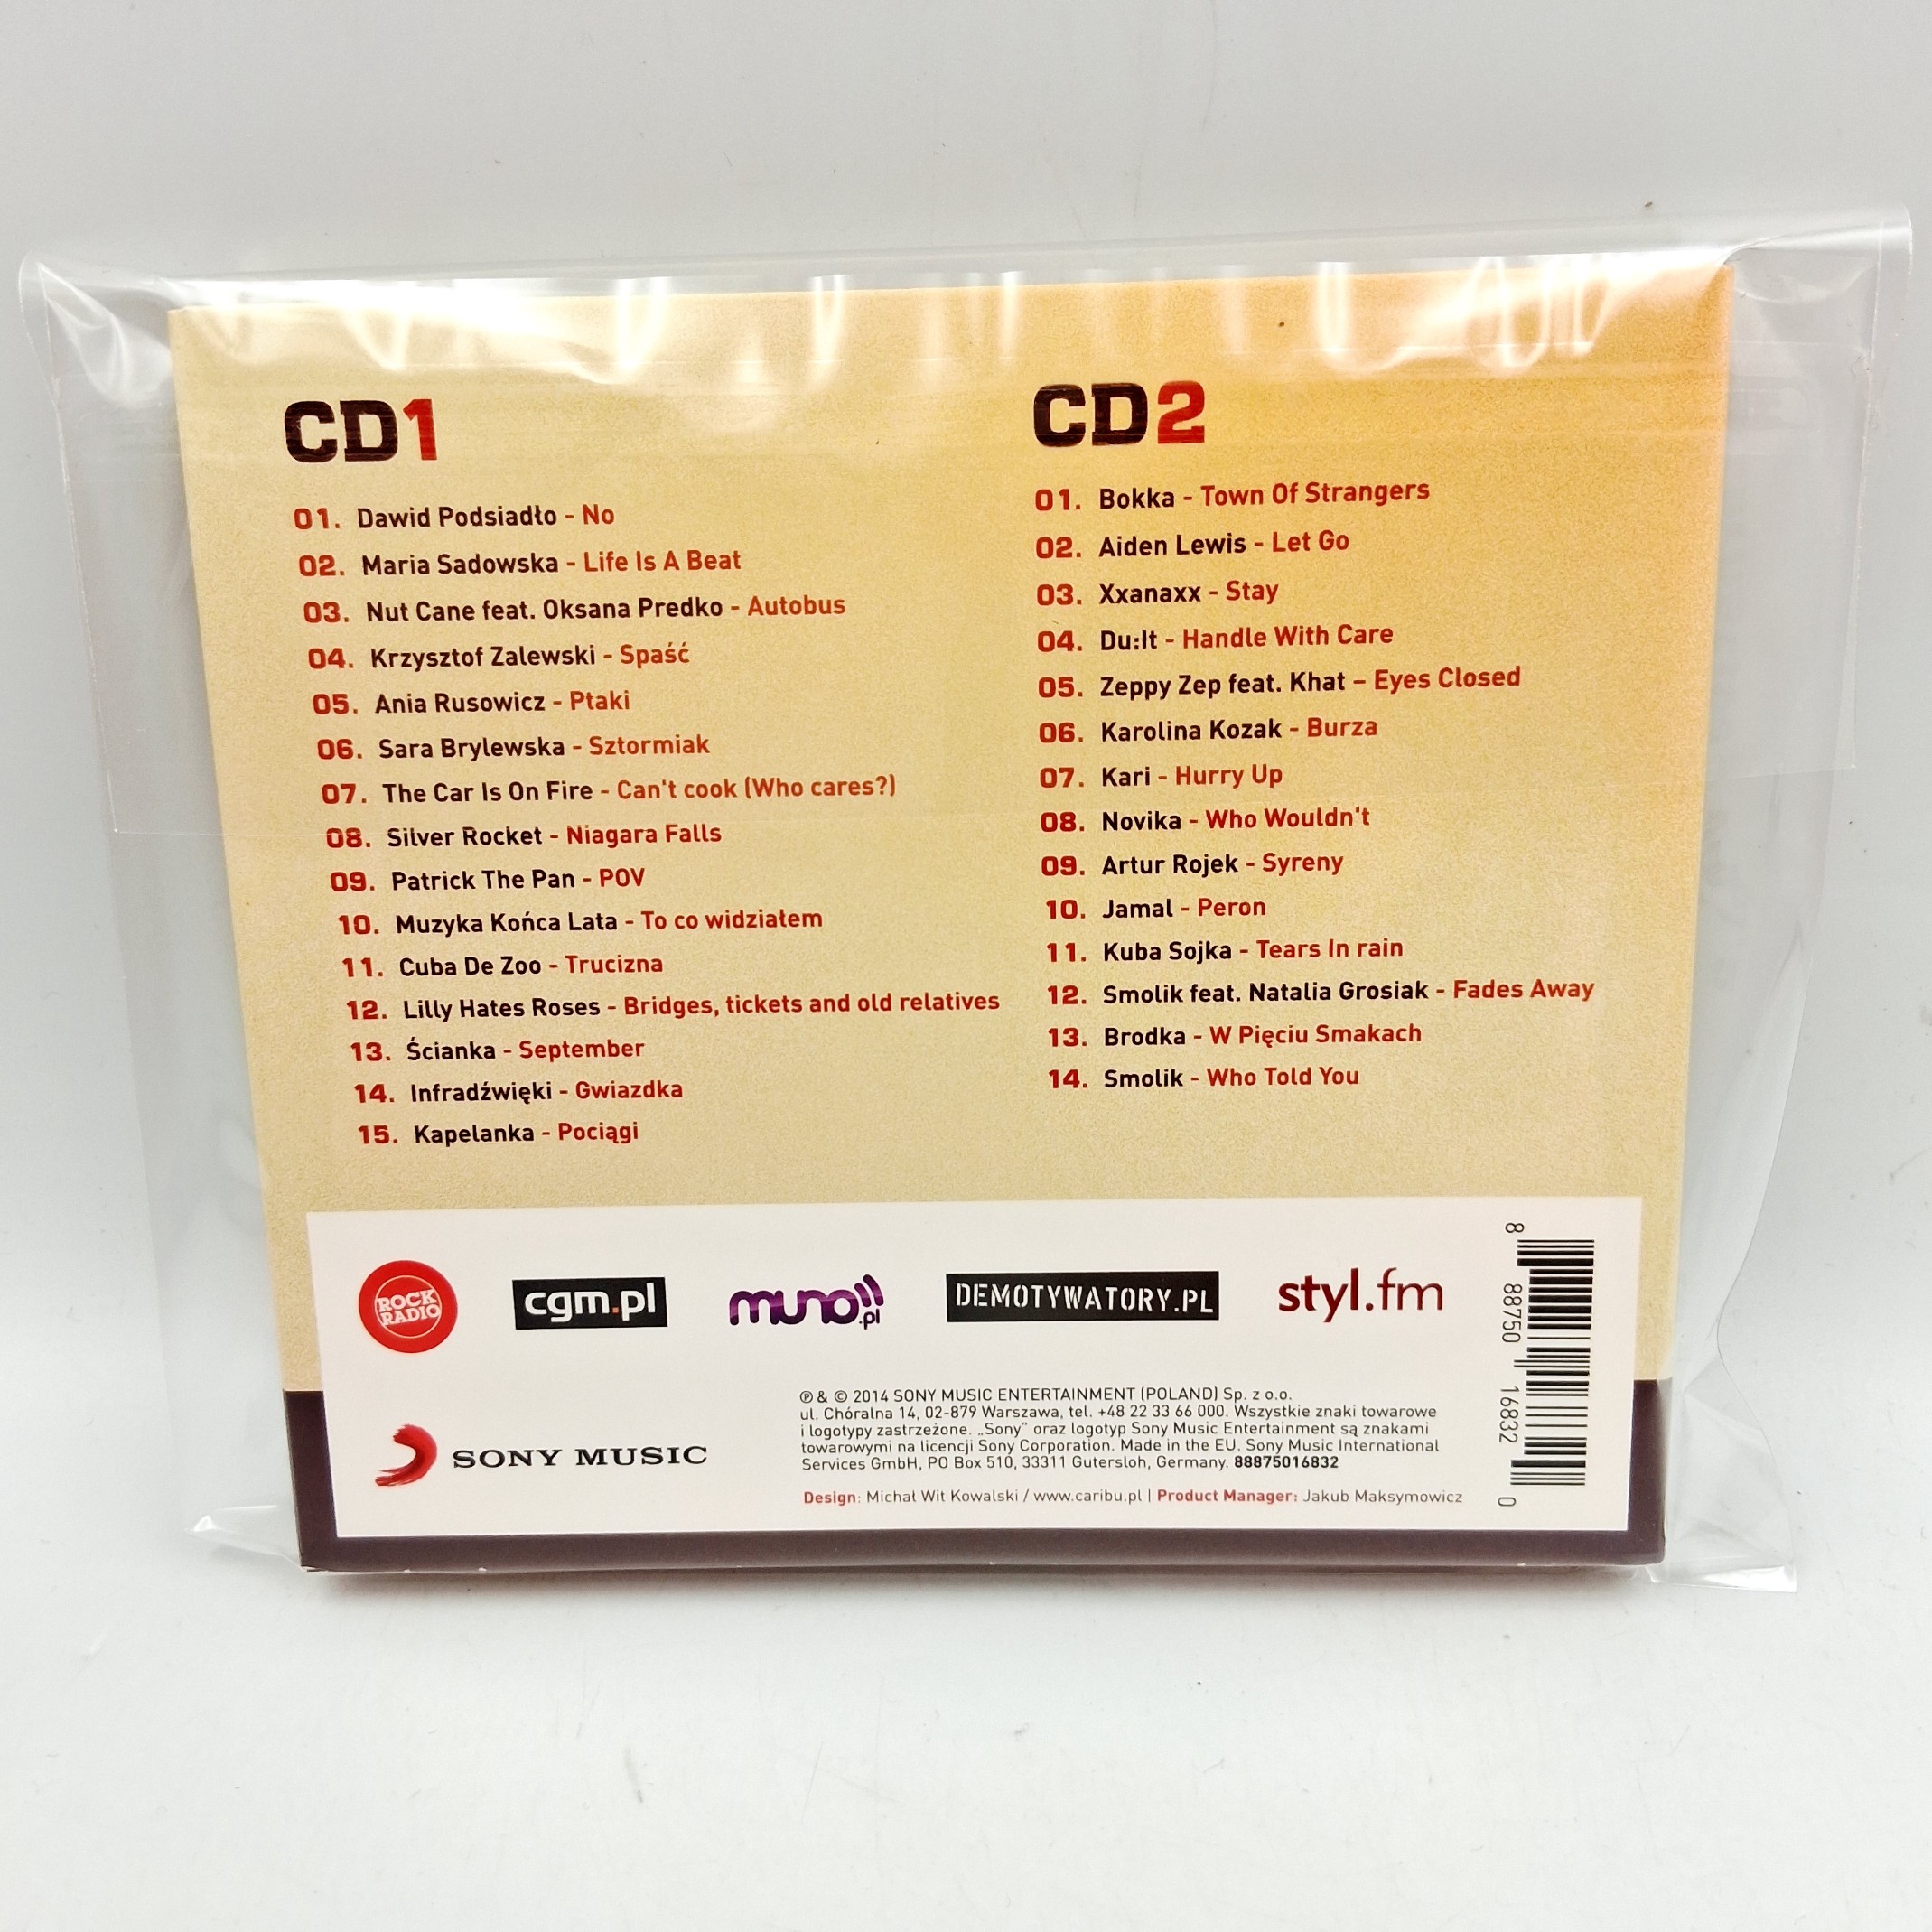 CD1
01. Dawid Podsiadło - No
02. Maria Sadowska - Life Is A Beat
03. Nut Cane feat. Oksana Predko - Autobus
04. Krzysztof Zalewski - Spaść
05. Ania Rusowicz - Ptaki
06. Sara Brylewska - Sztormiak
07. The Car Is On Fire - Can't cook (Who cares?)
08. Silver Rocket - Niagara Falls
09. Patrick The Pan - POV
10. Muzyka Końca Lata - To co widziałem
11. Cuba De Zoo - Trucizna
12. Lilly Hates Roses - Bridges, tickets and old relatives
13. Ścianka - September
14. Infradźwięki - Gwiazdka
15. Kapelanka - Pociągi
CD2
01. Bokka - Town Of Strangers
02. Aiden Lewis - Let Go
03. Xxanaxx - Stay
04. Du:It - Handle With Care
05. Zeppy Zep feat. Khat – Eyes Closed
06. Karolina Kozak - Burza
07. Kari - Hurry Up
08. Novika - Who Wouldn't
09. Artur Rojek - Syreny
10. Jamal - Peron
11. Kuba Sojka - Tears In rain
12. Smolik feat. Natalia Grosiak - Fades Away
13. Brodka - W Pięciu Smakach
14. Smolik - Who Told You
ROCK
RADIO
cgm.pl
muno.pl
DEMOTYWATORY.PL
styl.fm
8 88750 16832 0
SONY MUSIC
℗ & © 2014 SONY MUSIC ENTERTAINMENT (POLAND) Sp. z o.o.
ul. Chóralna 14, 02-879 Warszawa, tel. +48 22 33 66 000. Wszystkie znaki towarowe
i logotypy zastrzeżone. „Sony” oraz logotyp Sony Music Entertainment są znakami
towarowymi na licencji Sony Corporation. Made in the EU. Sony Music International
Services GmbH, PO Box 510, 33311 Gutersloh, Germany. 88875016832
Design: Michał Wit Kowalski / www.caribu.pl | Product Manager: Jakub Maksymowicz